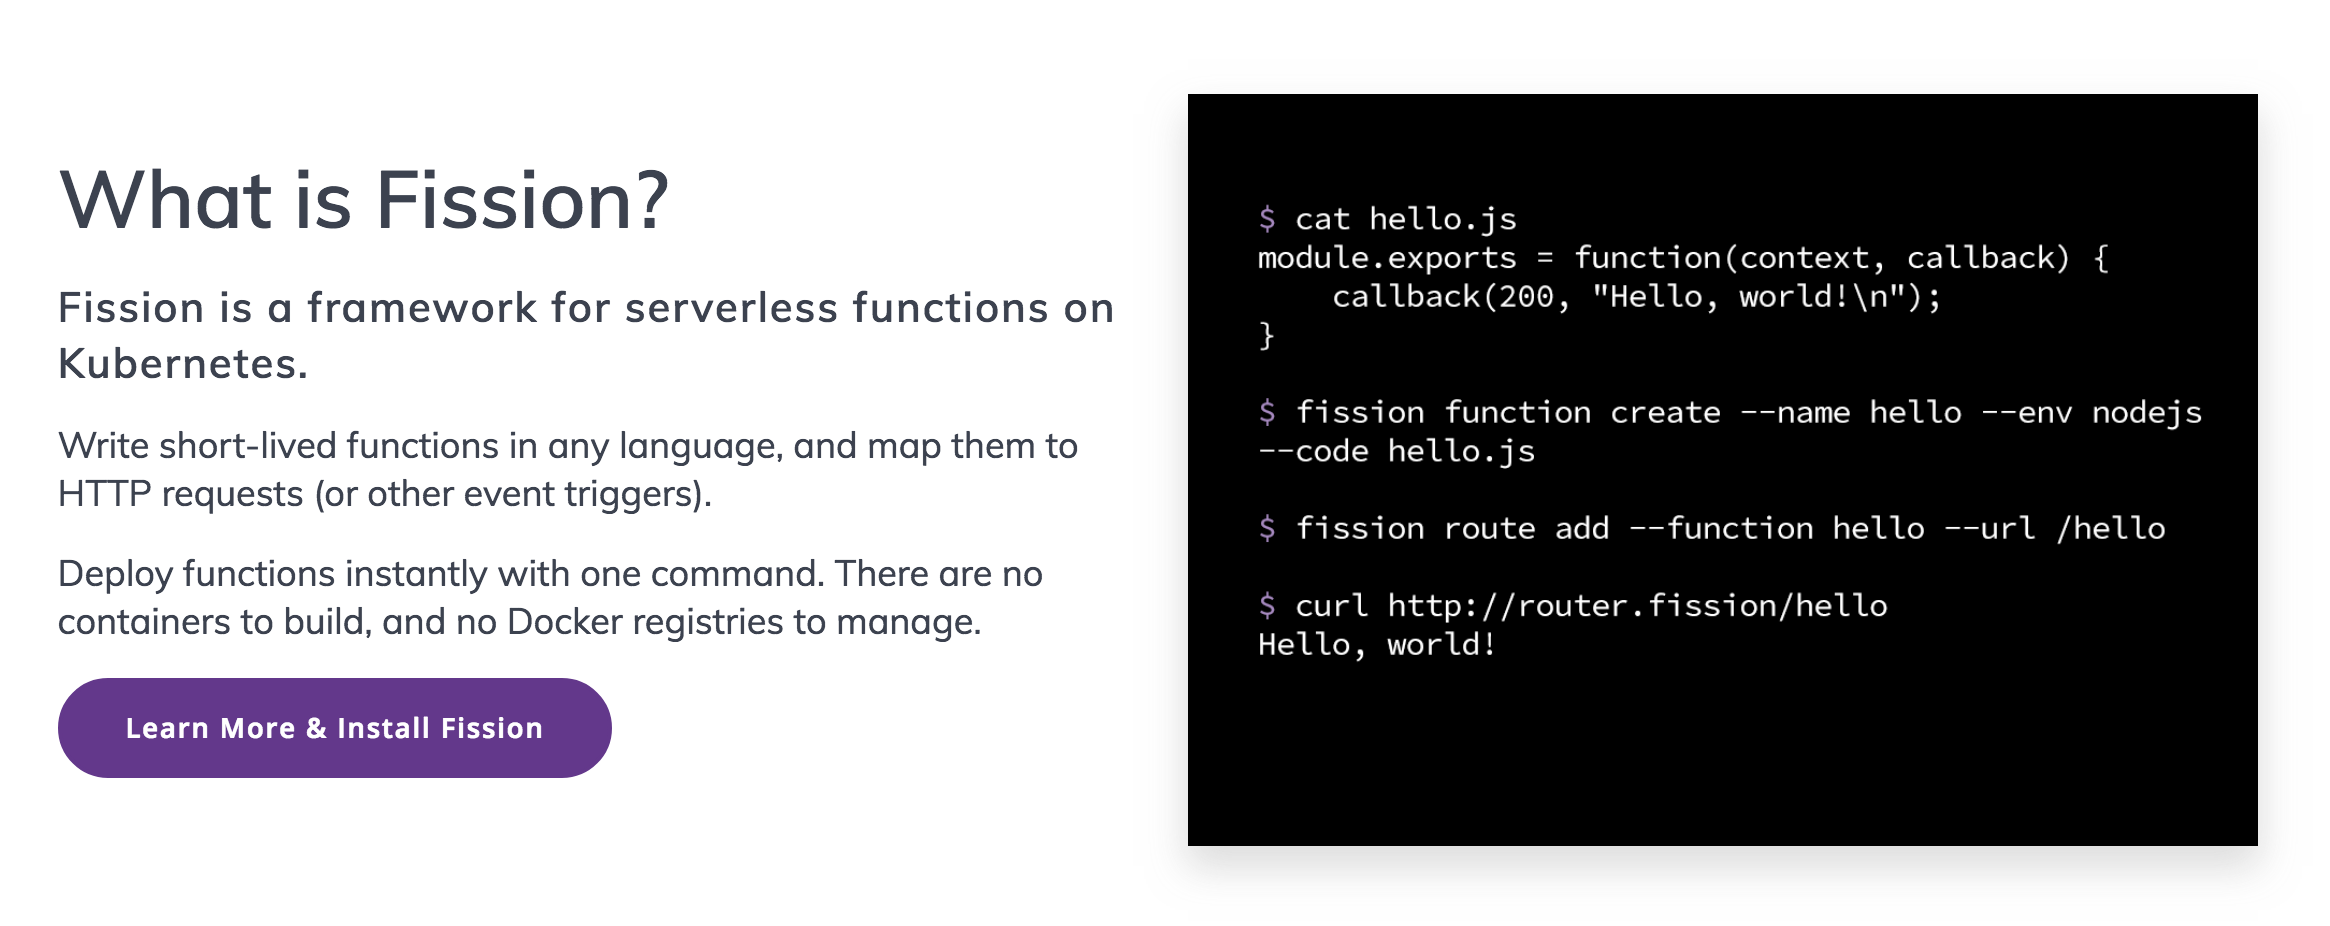 What is Fission?
Fission is a framework for serverless functions on
Kubernetes.
Write short-lived functions in any language, and map them to
HTTP requests (or other event triggers).
Deploy functions instantly with one command. There are no
containers to build, and no Docker registries to manage.
Learn More & Install Fission
$ cat hello.js
module.exports = function(context, callback) {
    callback(200, "Hello, world!\n");
}
$ fission function create --name hello --env nodejs
--code hello.js
$ fission route add --function hello --url /hello
$ curl http://router.fission/hello
Hello, world!